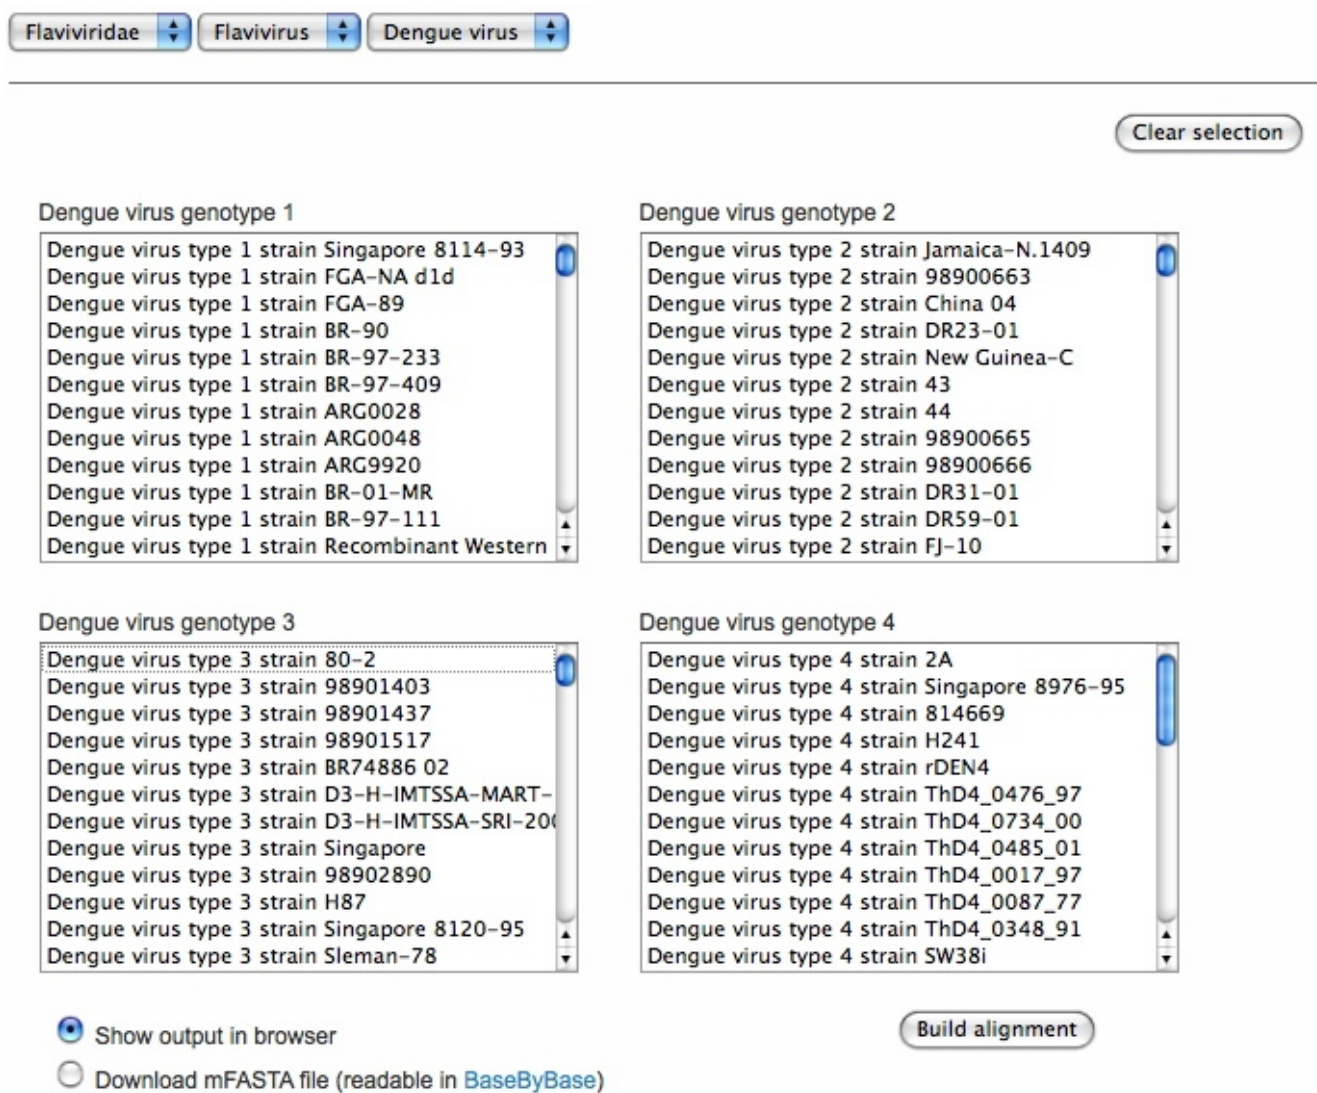 Flaviviridae Flavivirus Dengue virus
Clear selection
Dengue virus genotype 1
Dengue virus type 1 strain Singapore 8114-93
Dengue virus type 1 strain FGA-NA d1d
Dengue virus type 1 strain FGA-89
Dengue virus type 1 strain BR-90
Dengue virus type 1 strain BR-97-233
Dengue virus type 1 strain BR-97-409
Dengue virus type 1 strain ARG0028
Dengue virus type 1 strain ARG0048
Dengue virus type 1 strain ARG9920
Dengue virus type 1 strain BR-01-MR
Dengue virus type 1 strain BR-97-111
Dengue virus type 1 strain Recombinant Western
Dengue virus genotype 2
Dengue virus type 2 strain Jamaica-N.1409
Dengue virus type 2 strain 98900663
Dengue virus type 2 strain China 04
Dengue virus type 2 strain DR23-01
Dengue virus type 2 strain New Guinea-C
Dengue virus type 2 strain 43
Dengue virus type 2 strain 44
Dengue virus type 2 strain 98900665
Dengue virus type 2 strain 98900666
Dengue virus type 2 strain DR31-01
Dengue virus type 2 strain DR59-01
Dengue virus type 2 strain FJ-10
Dengue virus genotype 3
Dengue virus type 3 strain 80-2
Dengue virus type 3 strain 98901403
Dengue virus type 3 strain 98901437
Dengue virus type 3 strain 98901517
Dengue virus type 3 strain BR74886 02
Dengue virus type 3 strain D3-H-IMTSSA-MART-
Dengue virus type 3 strain D3-H-IMTSSA-SRI-200
Dengue virus type 3 strain Singapore
Dengue virus type 3 strain 98902890
Dengue virus type 3 strain H87
Dengue virus type 3 strain Singapore 8120-95
Dengue virus type 3 strain Sleman-78
Dengue virus genotype 4
Dengue virus type 4 strain 2A
Dengue virus type 4 strain Singapore 8976-95
Dengue virus type 4 strain 814669
Dengue virus type 4 strain H241
Dengue virus type 4 strain rDEN4
Dengue virus type 4 strain ThD4_0476_97
Dengue virus type 4 strain ThD4_0734_00
Dengue virus type 4 strain ThD4_0485_01
Dengue virus type 4 strain ThD4_0017_97
Dengue virus type 4 strain ThD4_0087_77
Dengue virus type 4 strain ThD4_0348_91
Dengue virus type 4 strain SW38i
Show output in browser
Build alignment
Download mFASTA file (readable in BaseByBase)